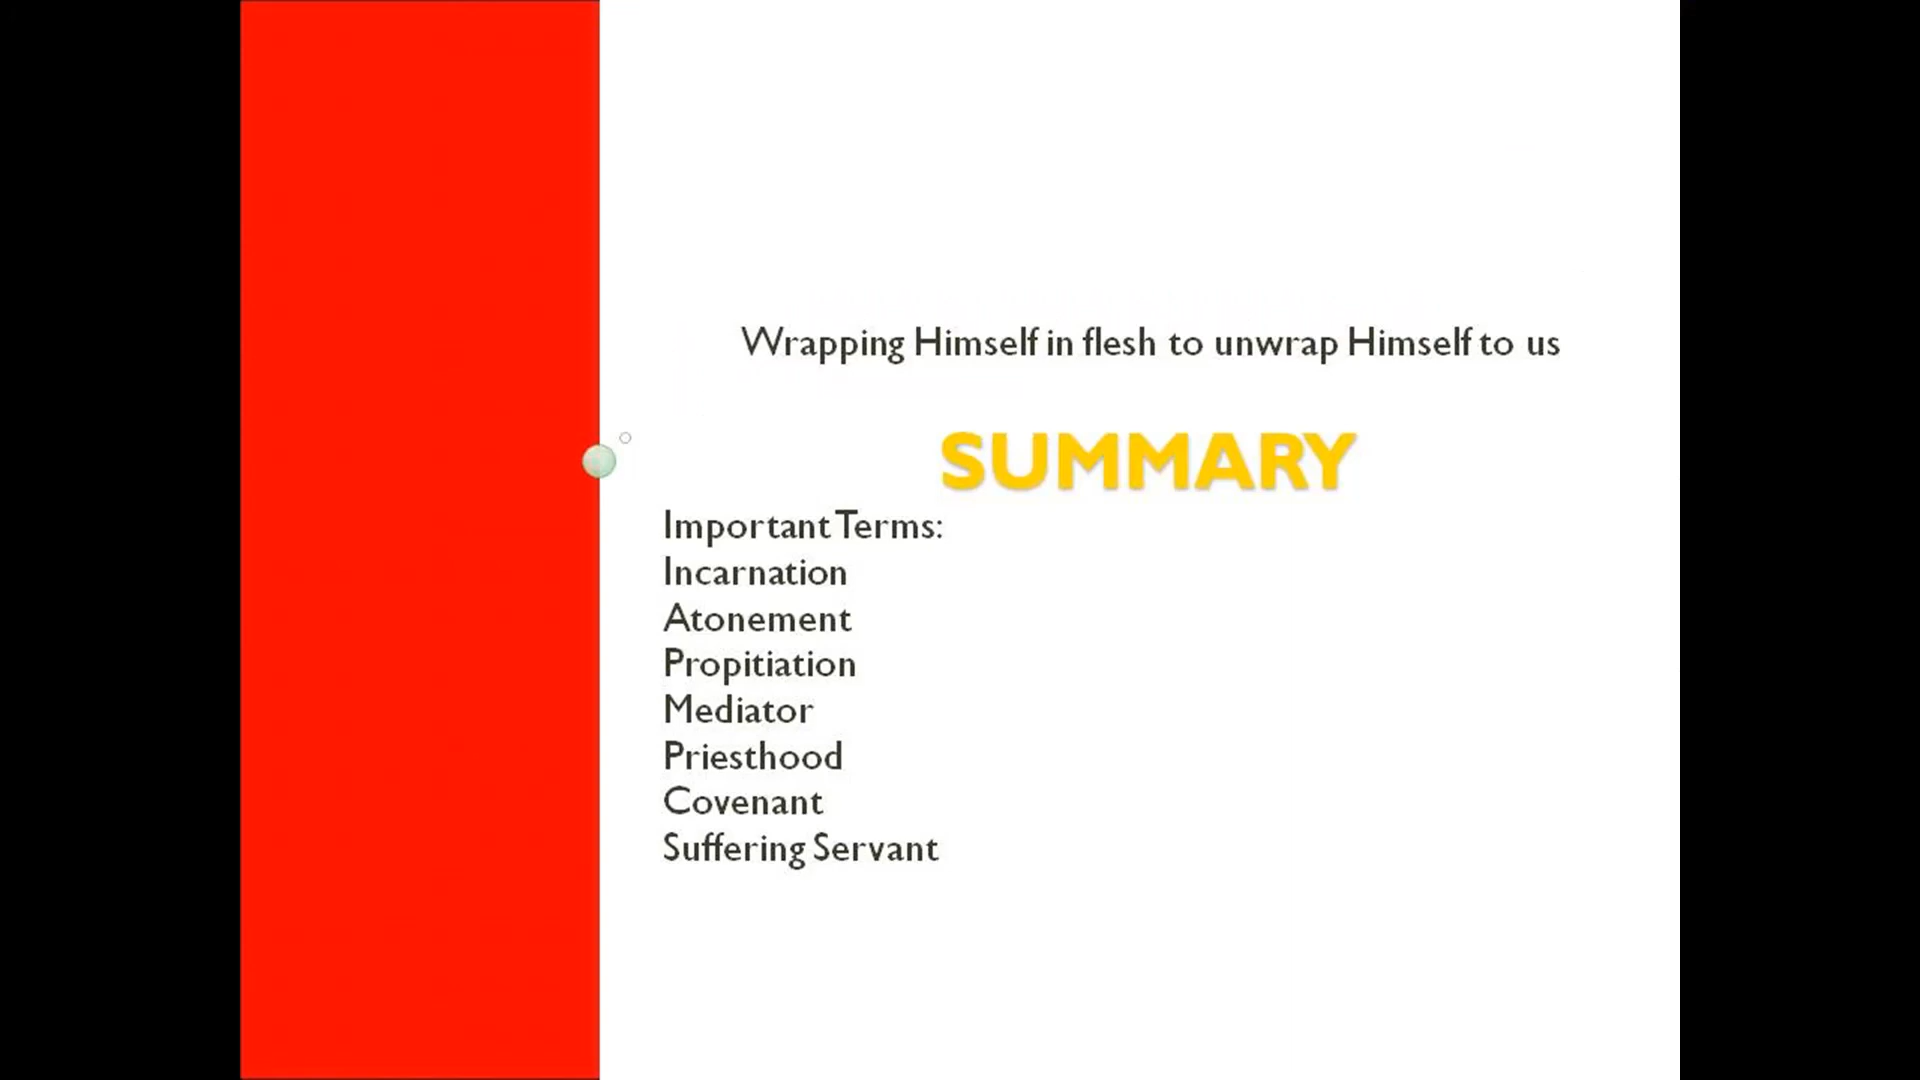 Wrapping Himself in flesh to unwrap Himself to us
SUMMARY
Important Terms:
Incarnation
Atonement
Propitiation
Mediator
Priesthood
Covenant
Suffering Servant